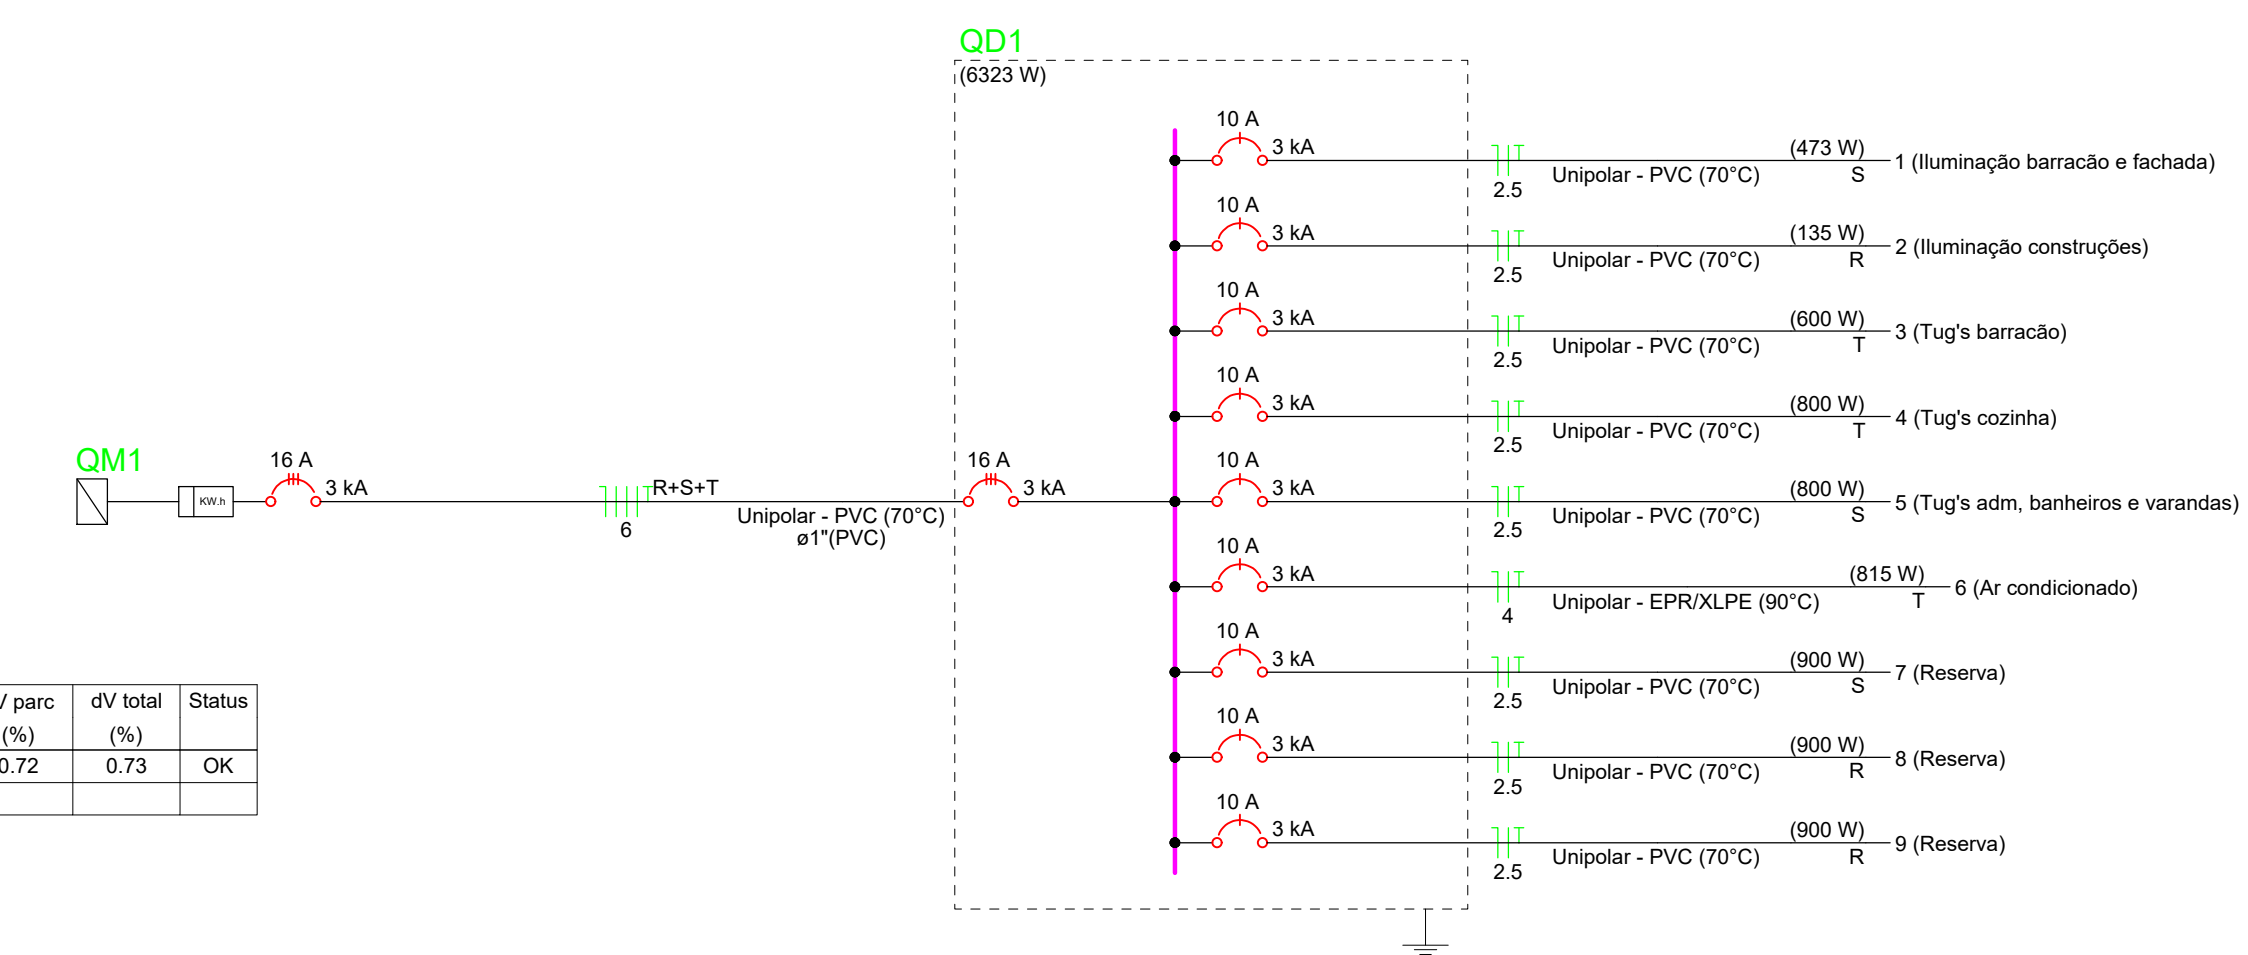 QD1
(6323 W)
10 A
3 kA
2.5
Unipolar - PVC (70°C)
(473 W)
S
1 (Iluminação barracão e fachada)
10 A
3 kA
2.5
Unipolar - PVC (70°C)
(135 W)
R
2 (Iluminação construções)
10 A
3 kA
2.5
Unipolar - PVC (70°C)
(600 W)
T
3 (Tug's barracão)
10 A
3 kA
2.5
Unipolar - PVC (70°C)
(800 W)
T
4 (Tug's cozinha)
QM1
KW.h
16 A
3 kA
6
R+S+T
Unipolar - PVC (70°C)
ø1"(PVC)
16 A
3 kA
10 A
3 kA
2.5
Unipolar - PVC (70°C)
(800 W)
S
5 (Tug's adm, banheiros e varandas)
10 A
3 kA
4
Unipolar - EPR/XLPE (90°C)
(815 W)
T
6 (Ar condicionado)
10 A
3 kA
2.5
Unipolar - PVC (70°C)
(900 W)
S
7 (Reserva)
10 A
3 kA
2.5
Unipolar - PVC (70°C)
(900 W)
R
8 (Reserva)
10 A
3 kA
2.5
Unipolar - PVC (70°C)
(900 W)
R
9 (Reserva)
parc dV total Status
(%) (%)
0.72 0.73 OK